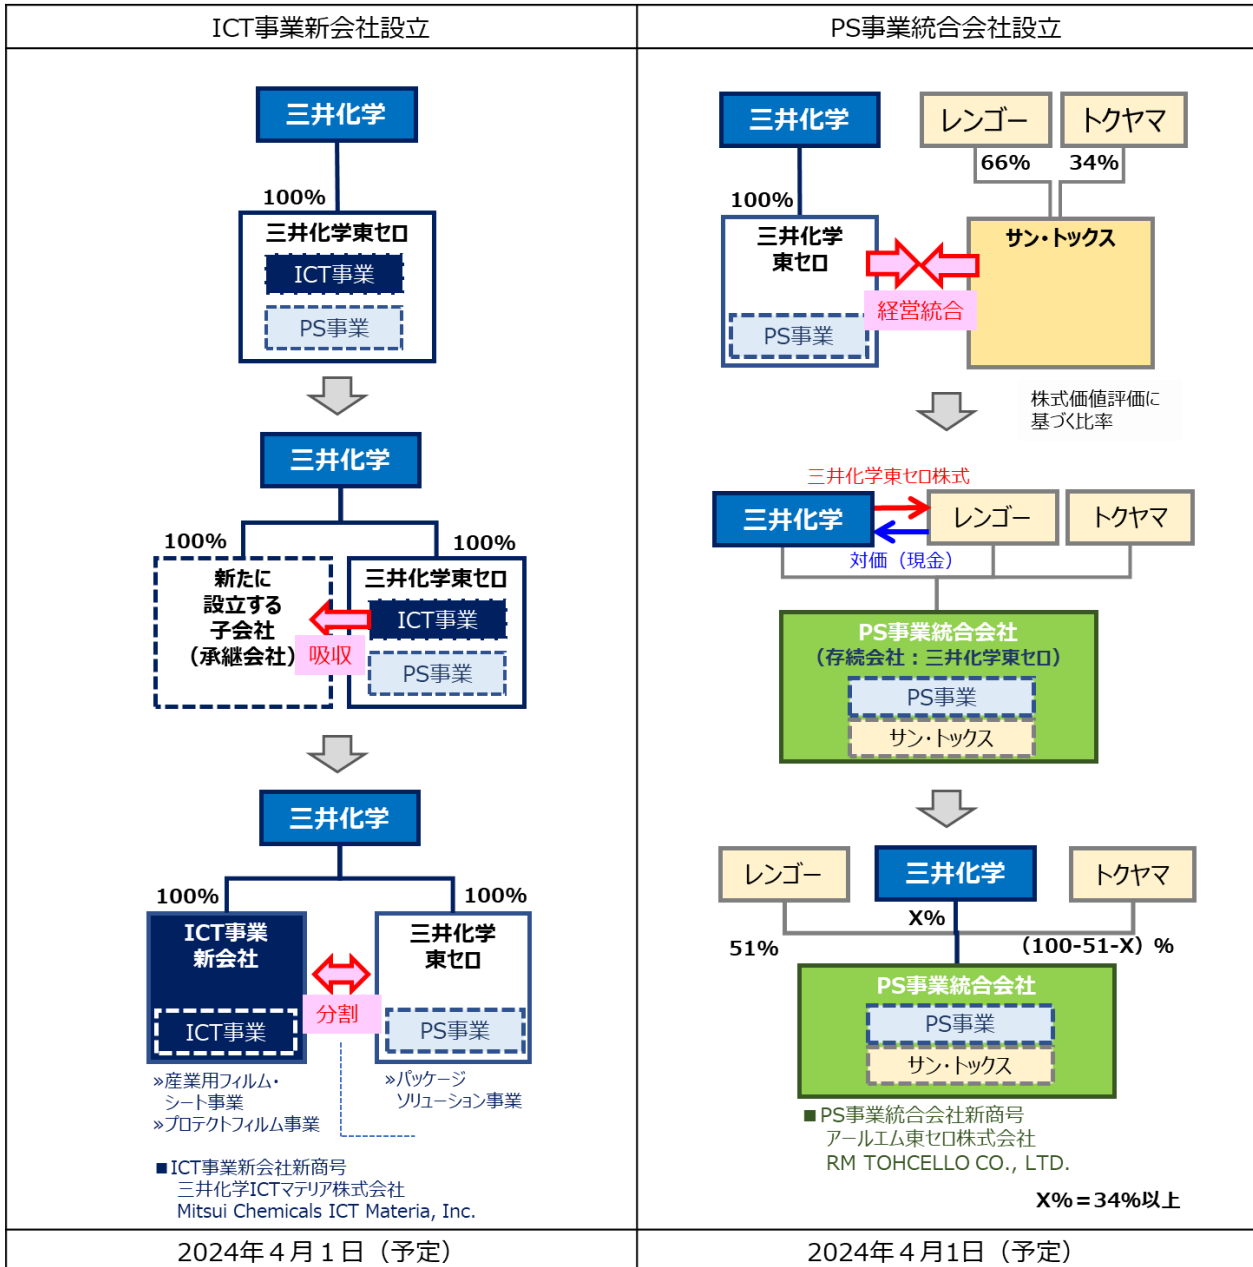 ICT事業新会社設立
三井化学
100%
三井化学東セロ
ICT事業
PS事業
三井化学
100%
100%
新たに
設立する
子会社
（承継会社）
吸収
三井化学東セロ
ICT事業
PS事業
三井化学
100%
100%
ICT事業
新会社
ICT事業
分割
三井化学
東セロ
PS事業
»産業用フィルム・
シート事業
»プロテクトフィルム事業
»パッケージ
ソリューション事業
■ICT事業新会社新商号
三井化学ICTマテリア株式会社
Mitsui Chemicals ICT Materia, Inc.
2024年４月１日（予定）
PS事業統合会社設立
三井化学
レンゴー
トクヤマ
66%
34%
100%
三井化学
東セロ
PS事業
経営統合
サン・トックス
株式価値評価に
基づく比率
三井化学東セロ株式
三井化学
レンゴー
トクヤマ
対価（現金）
PS事業統合会社
（存続会社：三井化学東セロ）
PS事業
サン・トックス
レンゴー
三井化学
トクヤマ
X%
51%
（100-51-X）%
PS事業統合会社
PS事業
サン・トックス
■PS事業統合会社新商号
アールエム東セロ株式会社
RM TOHCELLO CO., LTD.
X%＝34%以上
2024年４月1日（予定）